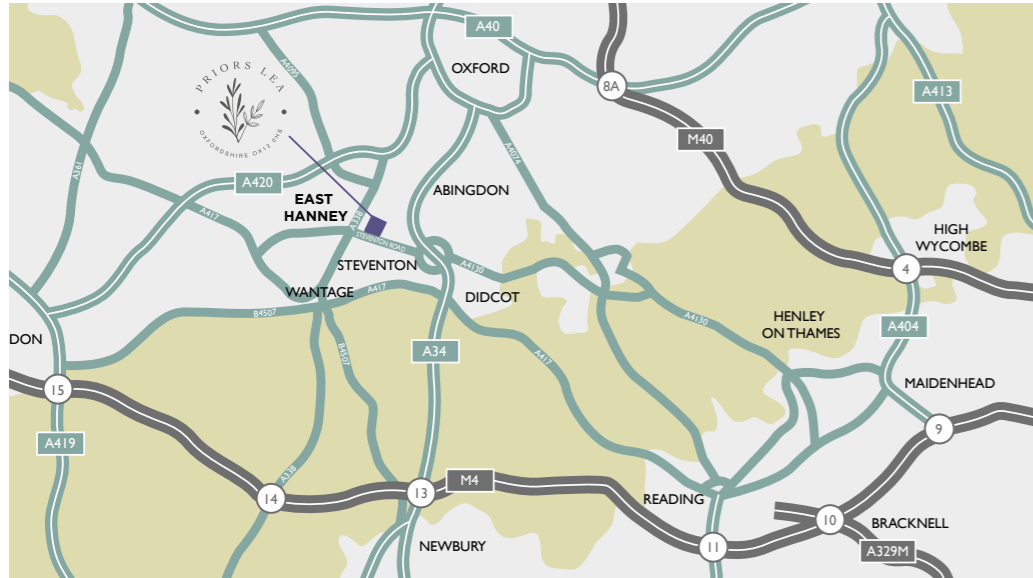 A40
OXFORD
A4095
PRIORS LEA
OXFORDSHIRE OX12 0HS
8A
A413
M40
A361
A420
A4074
ABINGDON
EAST
HANNEY
A417
A338
STEVENTON ROAD
HIGH
WYCOMBE
STEVENTON
A4130
4
WANTAGE
A417
DIDCOT
B4507
HENLEY
ON THAMES
A4130
A404
DON
A34
B4507
A417
15
MAIDENHEAD
A419
9
A338
14
13
M4
READING
10
BRACKNELL
NEWBURY
11
A329M